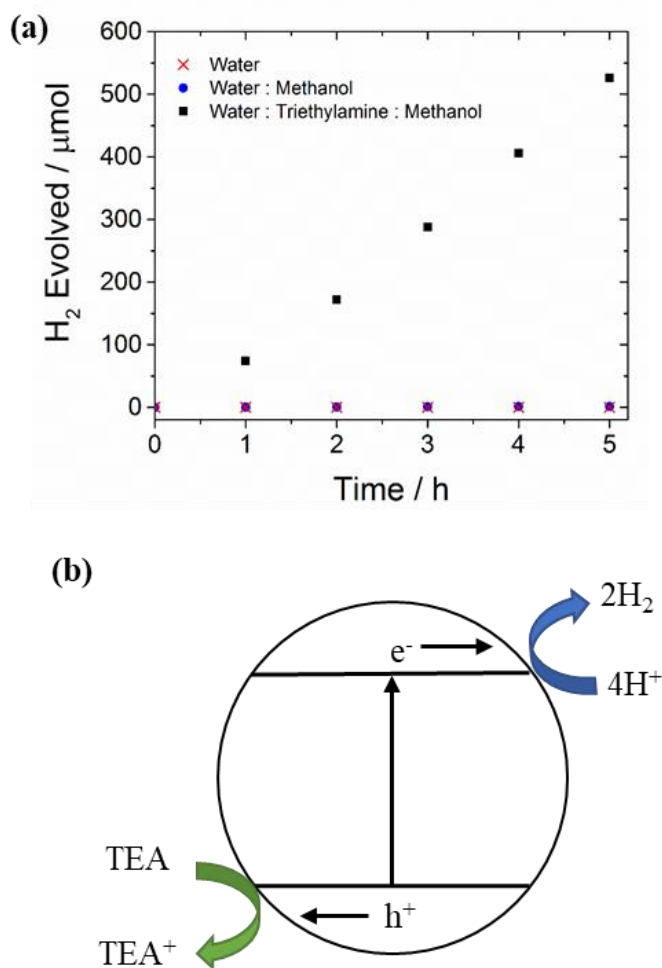 (a)
600
500
400
300
200
100
0
H₂ Evolved / μmol
× Water
● Water : Methanol
■ Water : Triethylamine : Methanol
0 1 2 3 4 5
Time / h
(b)
2H₂
e⁻
4H⁺
TEA
h⁺
TEA⁺